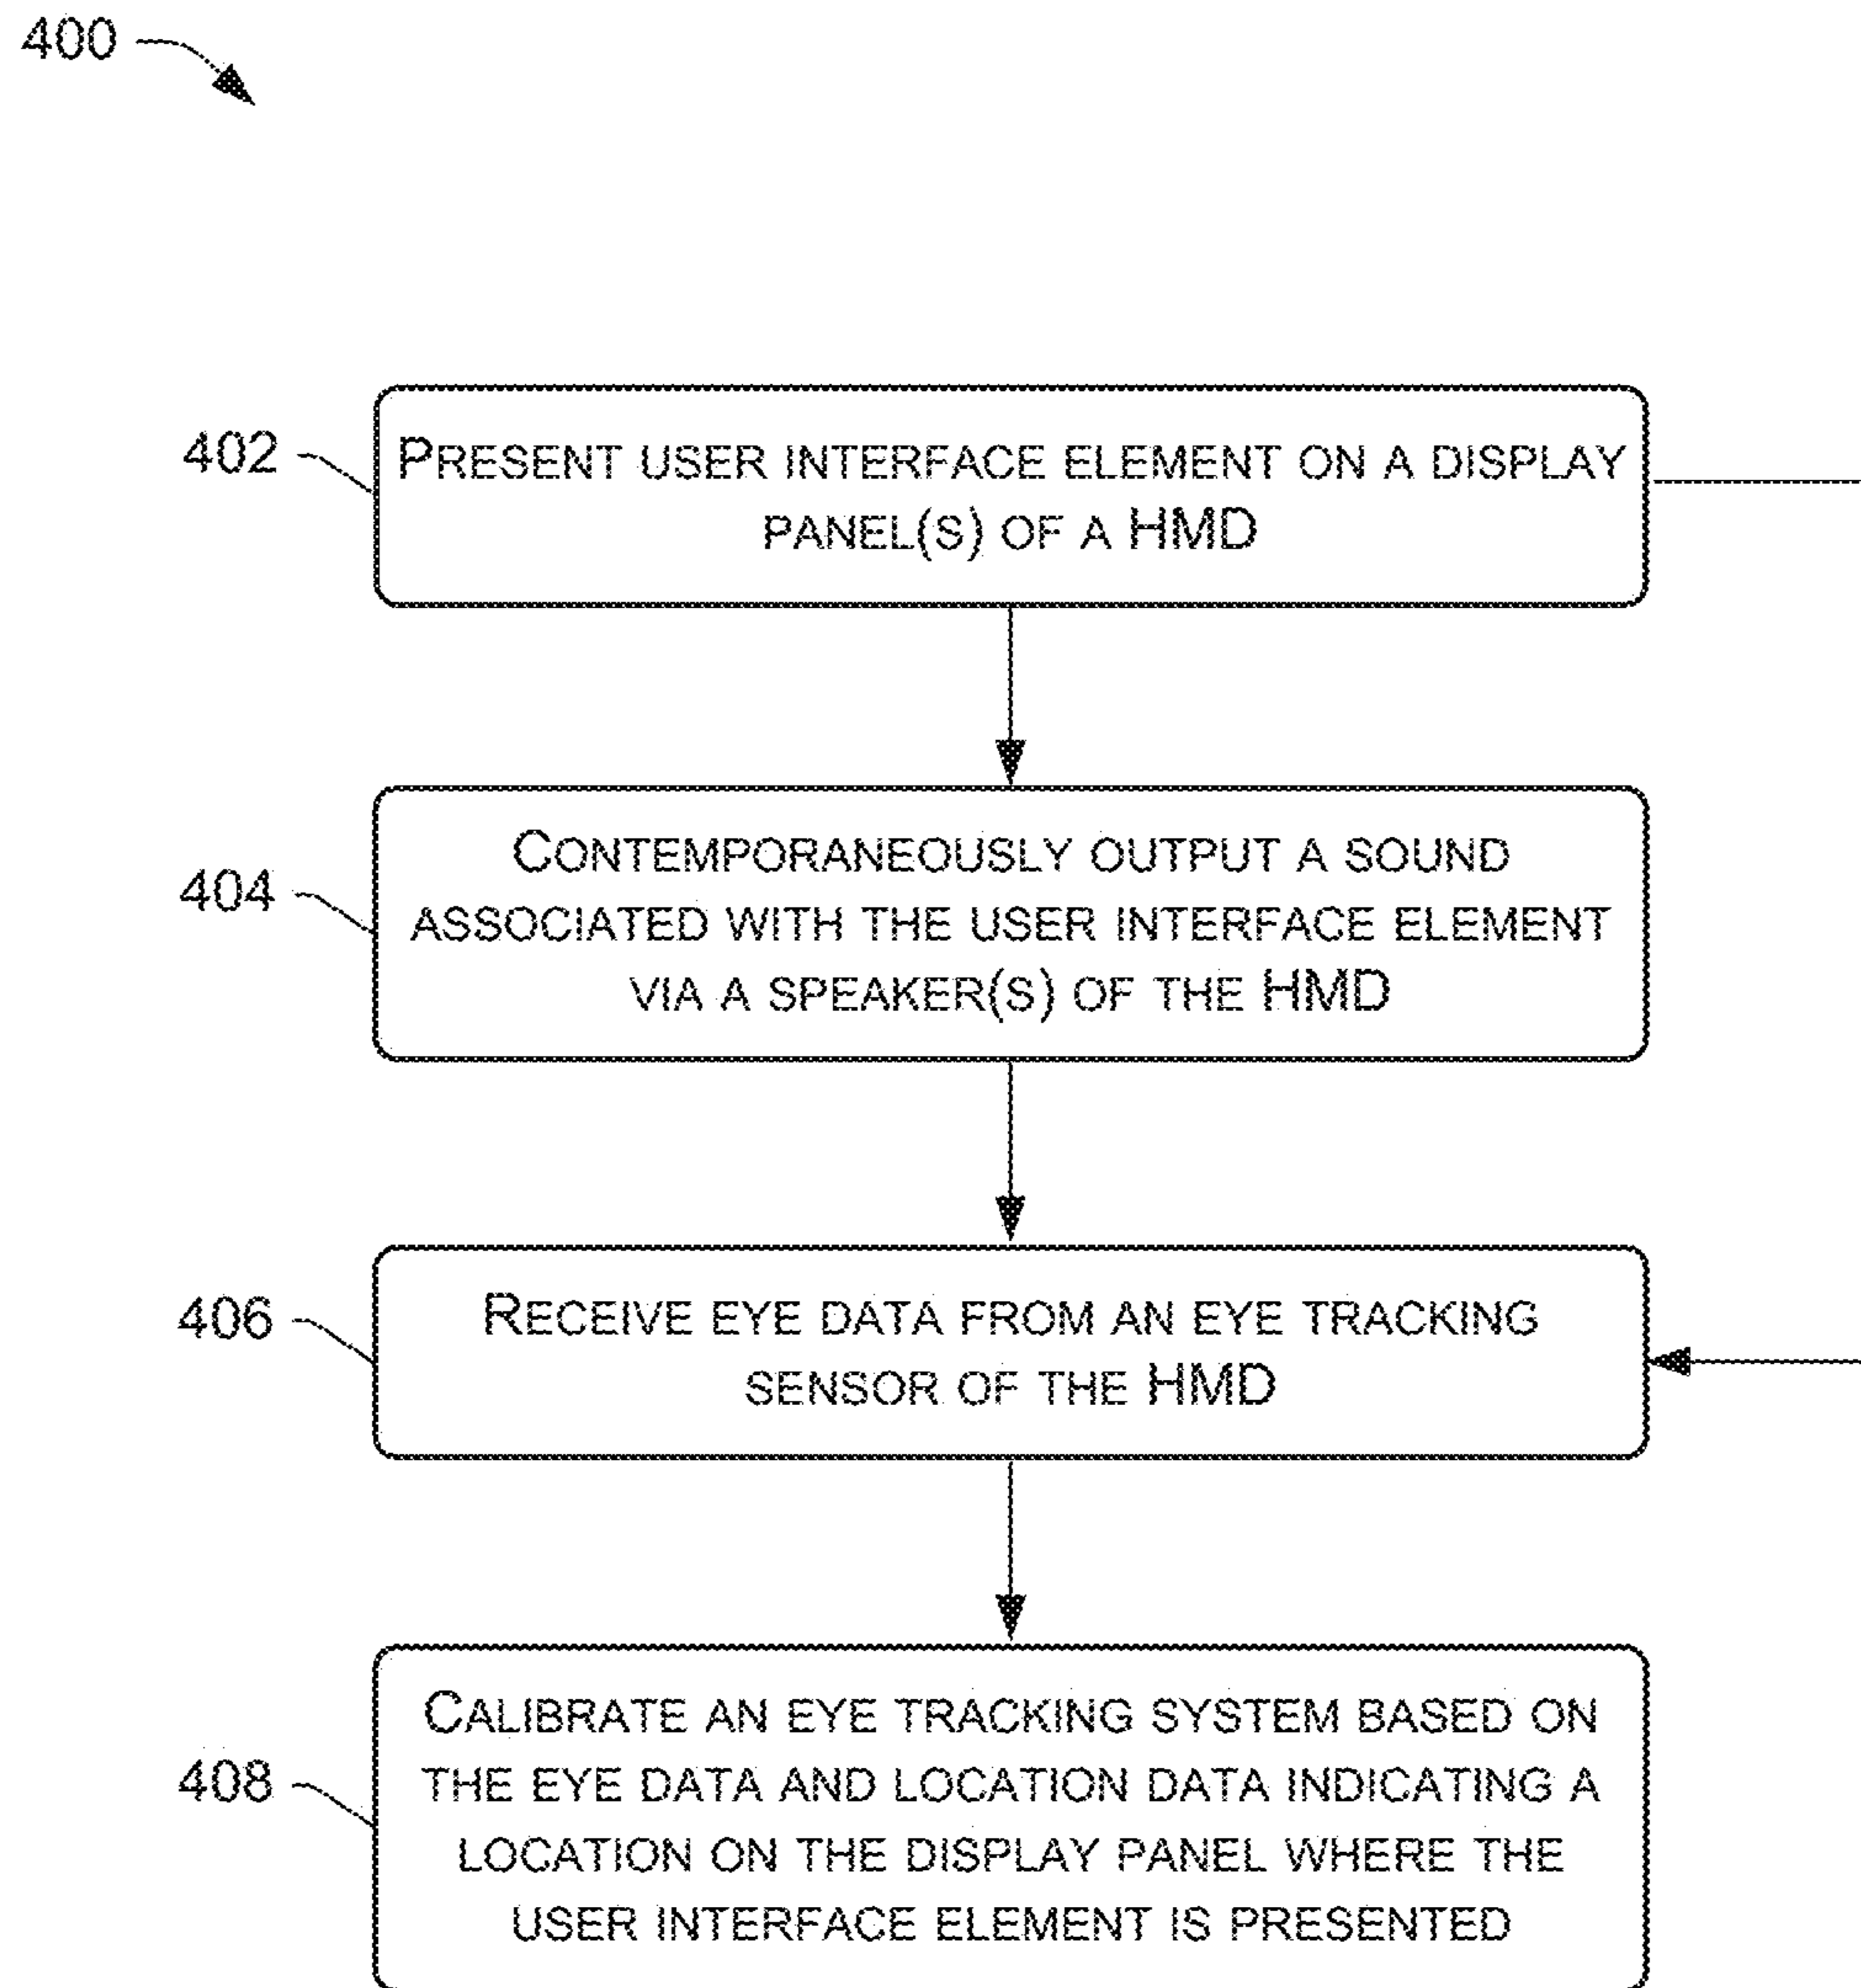 400
402
PRESENT USER INTERFACE ELEMENT ON A DISPLAY
PANEL(S) OF A HMD
404
CONTEMPORANEOUSLY OUTPUT A SOUND
ASSOCIATED WITH THE USER INTERFACE ELEMENT
VIA A SPEAKER(S) OF THE HMD
406
RECEIVE EYE DATA FROM AN EYE TRACKING
SENSOR OF THE HMD
408
CALIBRATE AN EYE TRACKING SYSTEM BASED ON
THE EYE DATA AND LOCATION DATA INDICATING A
LOCATION ON THE DISPLAY PANEL WHERE THE
USER INTERFACE ELEMENT IS PRESENTED